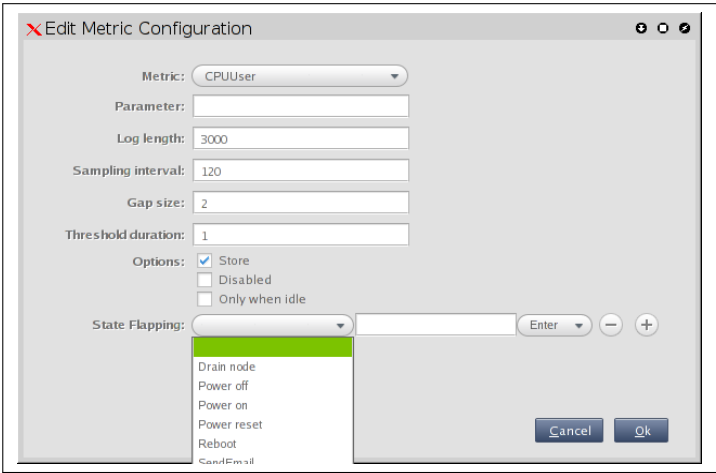 Edit Metric Configuration
Metric: CPUUser
Parameter:
Log length: 3000
Sampling interval: 120
Gap size: 2
Threshold duration: 1
Options: Store
Disabled
Only when idle
State Flapping: Enter
Drain node
Power off
Power on
Power reset
Reboot
SendEmail
Cancel Ok